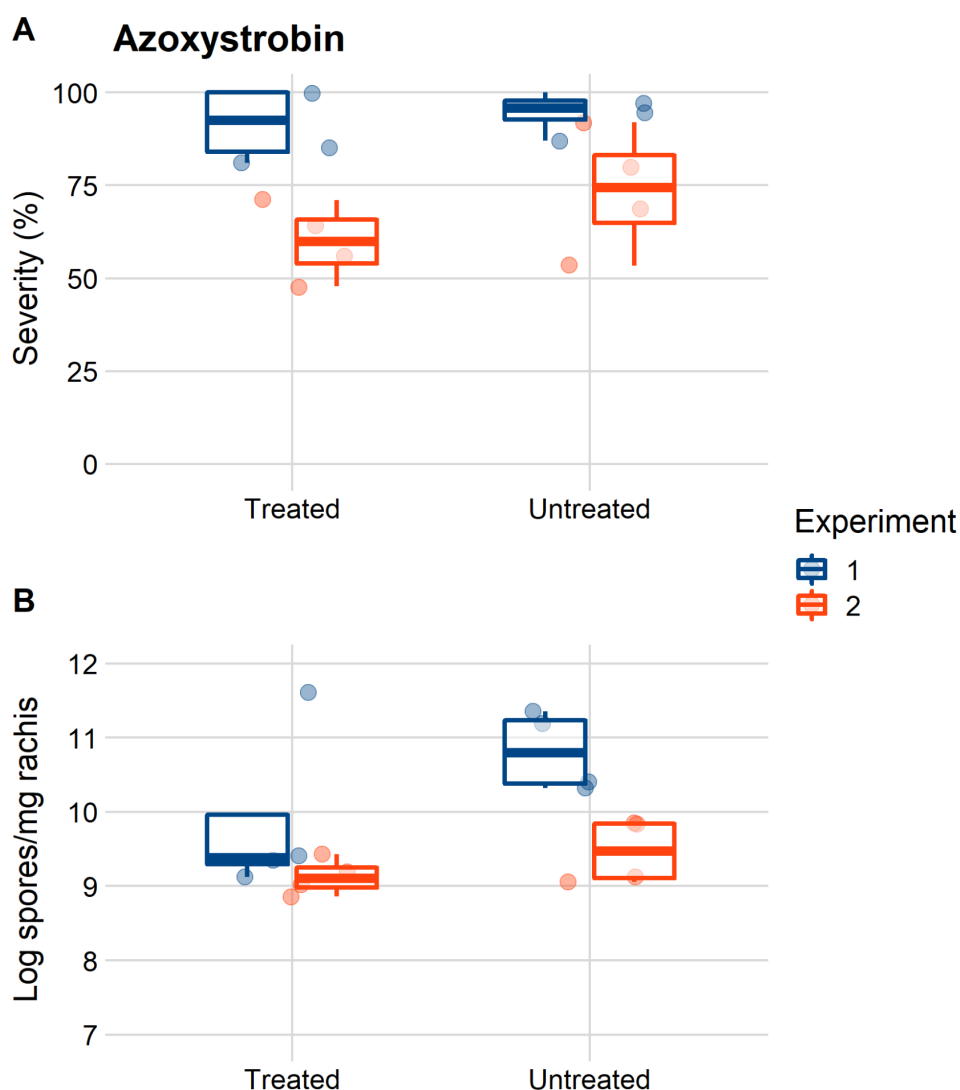 A
Azoxystrobin
Severity (%)
100
75
50
25
0
Treated Untreated
Experiment
1
2
B
Log spores/mg rachis
12
11
10
9
8
7
Treated Untreated